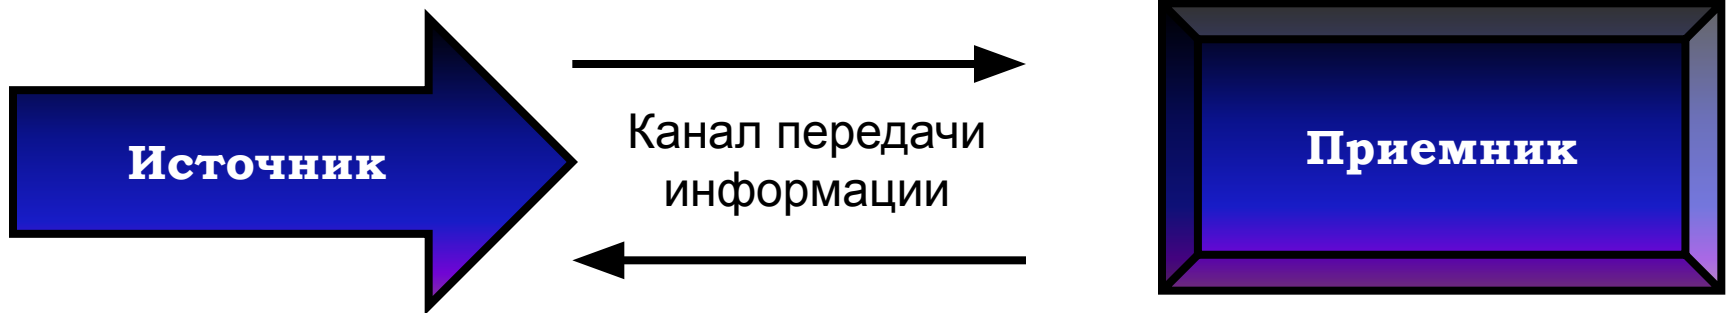 Источник
Канал передачи
информации
Приемник